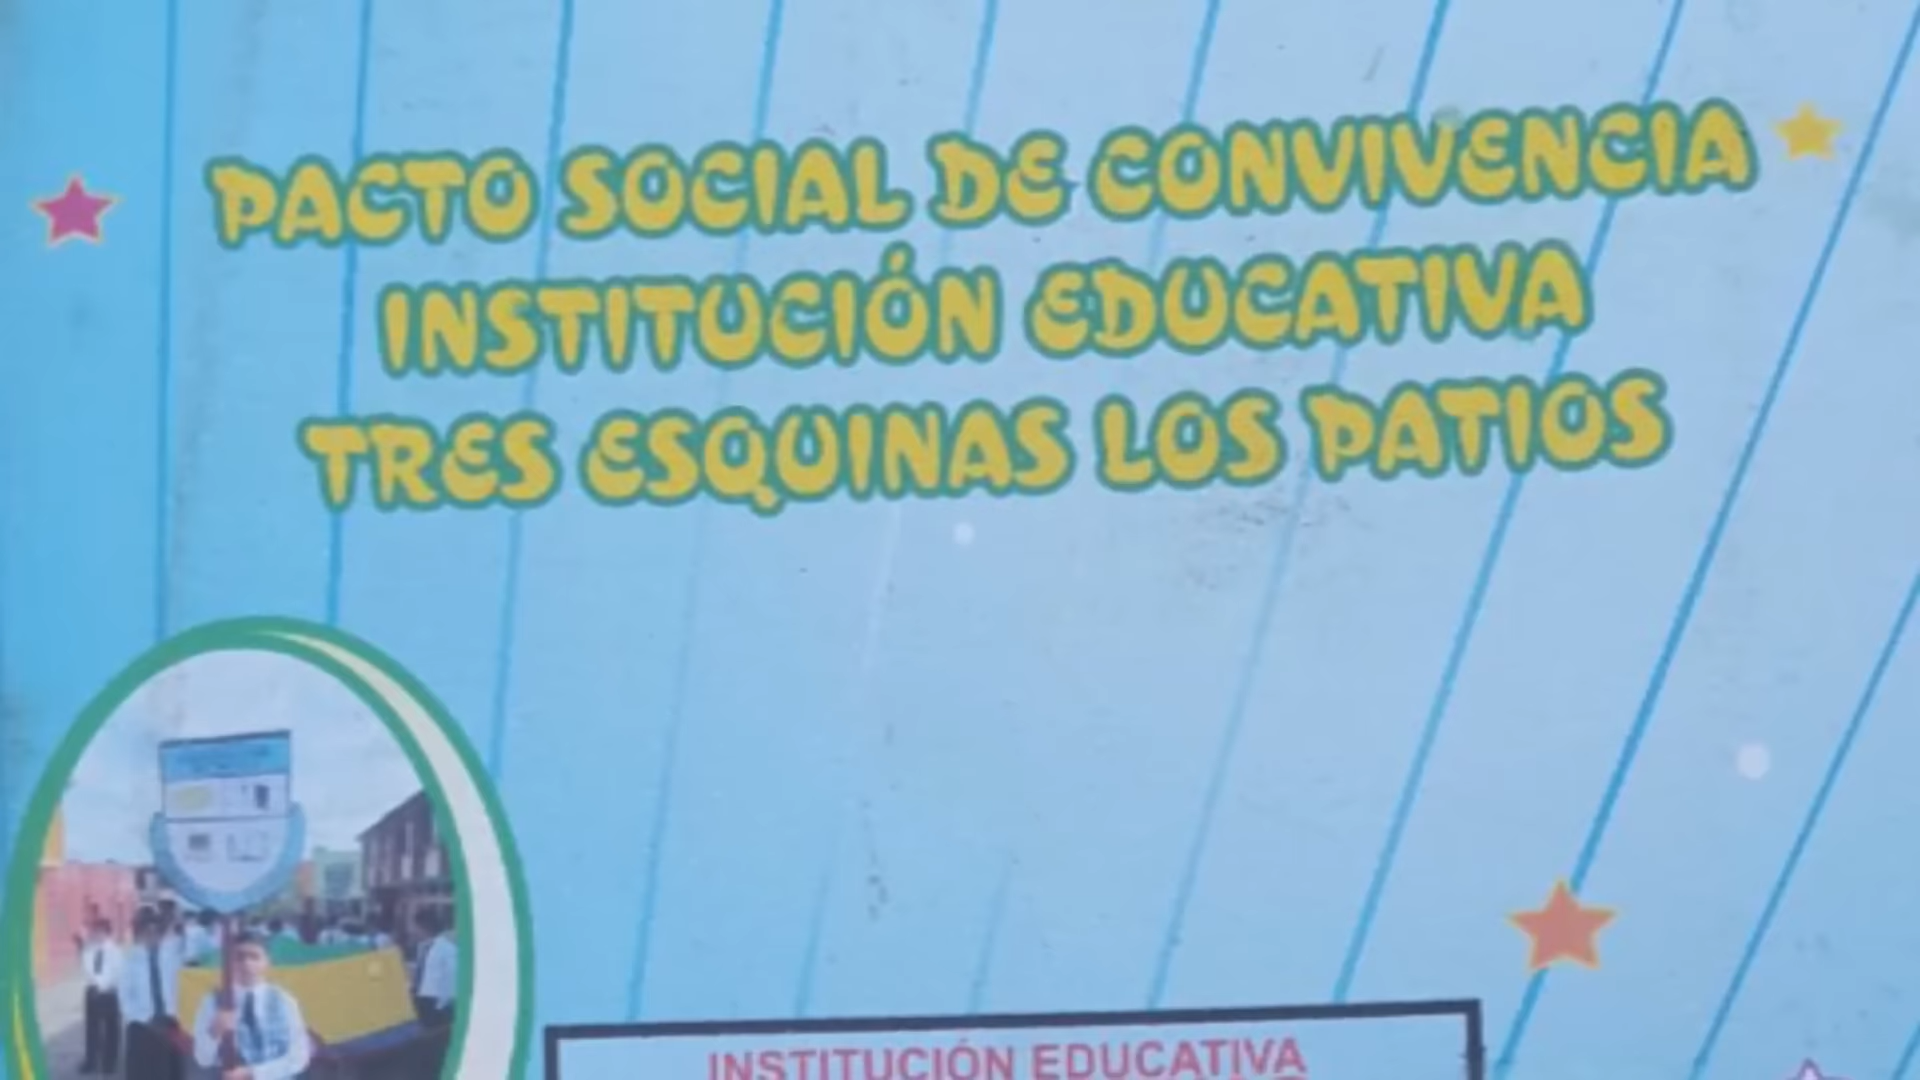 PACTO SOCIAL DE CONVIVENCIA
INSTITUCIÓN EDUCATIVA
TRES ESQUINAS LOS PATIOS
INSTITUCIÓN EDUCATIVA